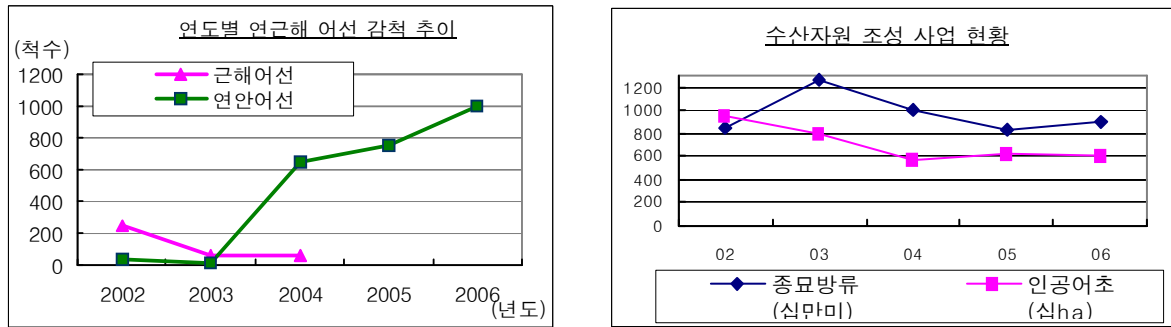 연도별 연근해 어선 감척 추이
(척수)
근해어선
연안어선
1200
1000
800
600
400
200
0
2002 2003 2004 2005 2006
(년도)
수산자원 조성 사업 현황
1200
1000
800
600
400
200
0
02 03 04 05 06
종묘방류 인공어초
(십만미) (십ha)